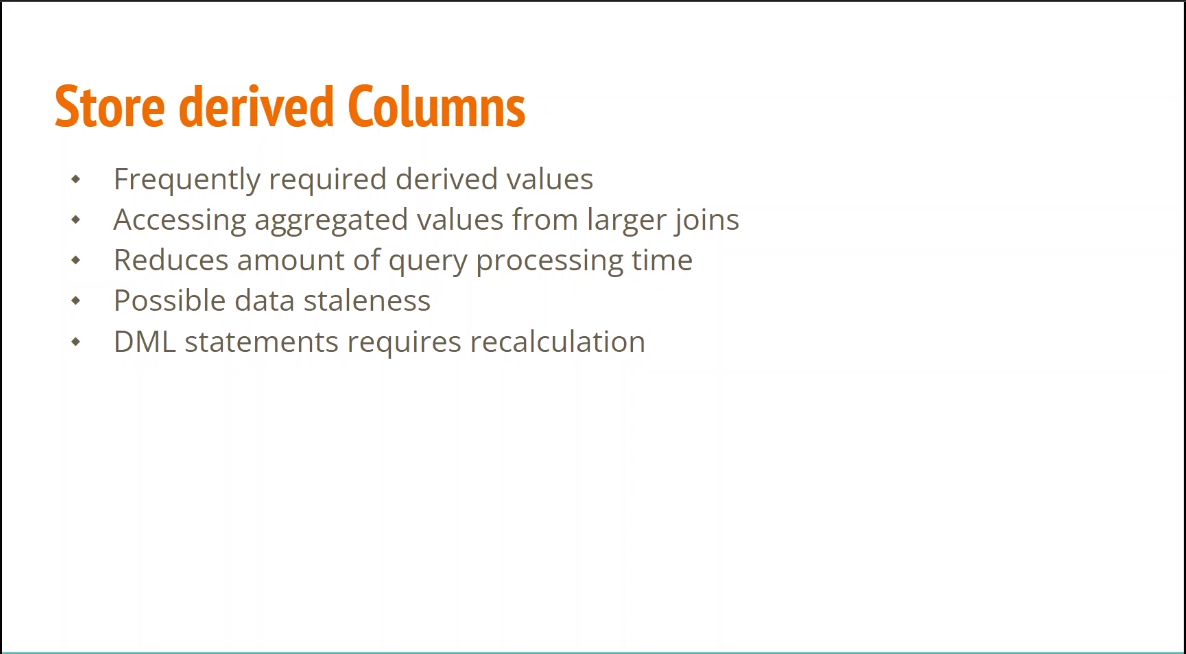 Store derived Columns
Frequently required derived values
Accessing aggregated values from larger joins
Reduces amount of query processing time
Possible data staleness
DML statements requires recalculation